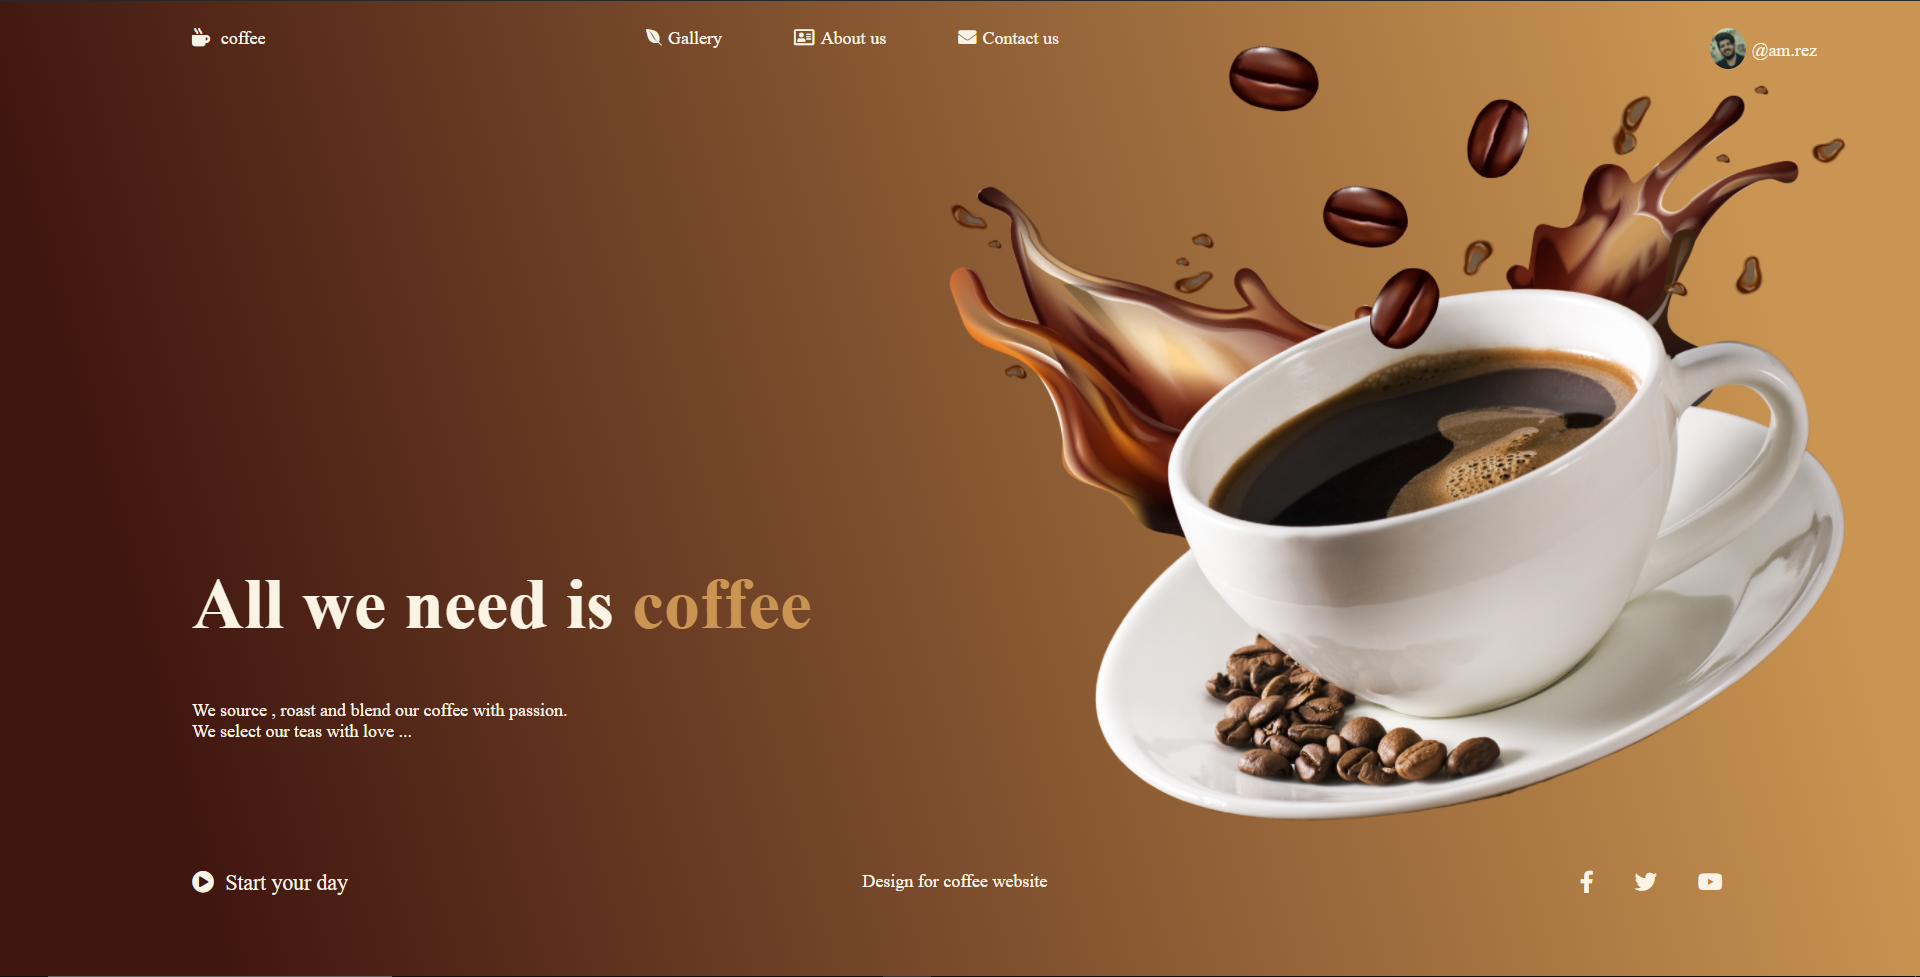 coffee
Gallery
About us
Contact us
@am.rez
All we need is coffee
We source , roast and blend our coffee with passion.
We select our teas with love ...
Start your day
Design for coffee website